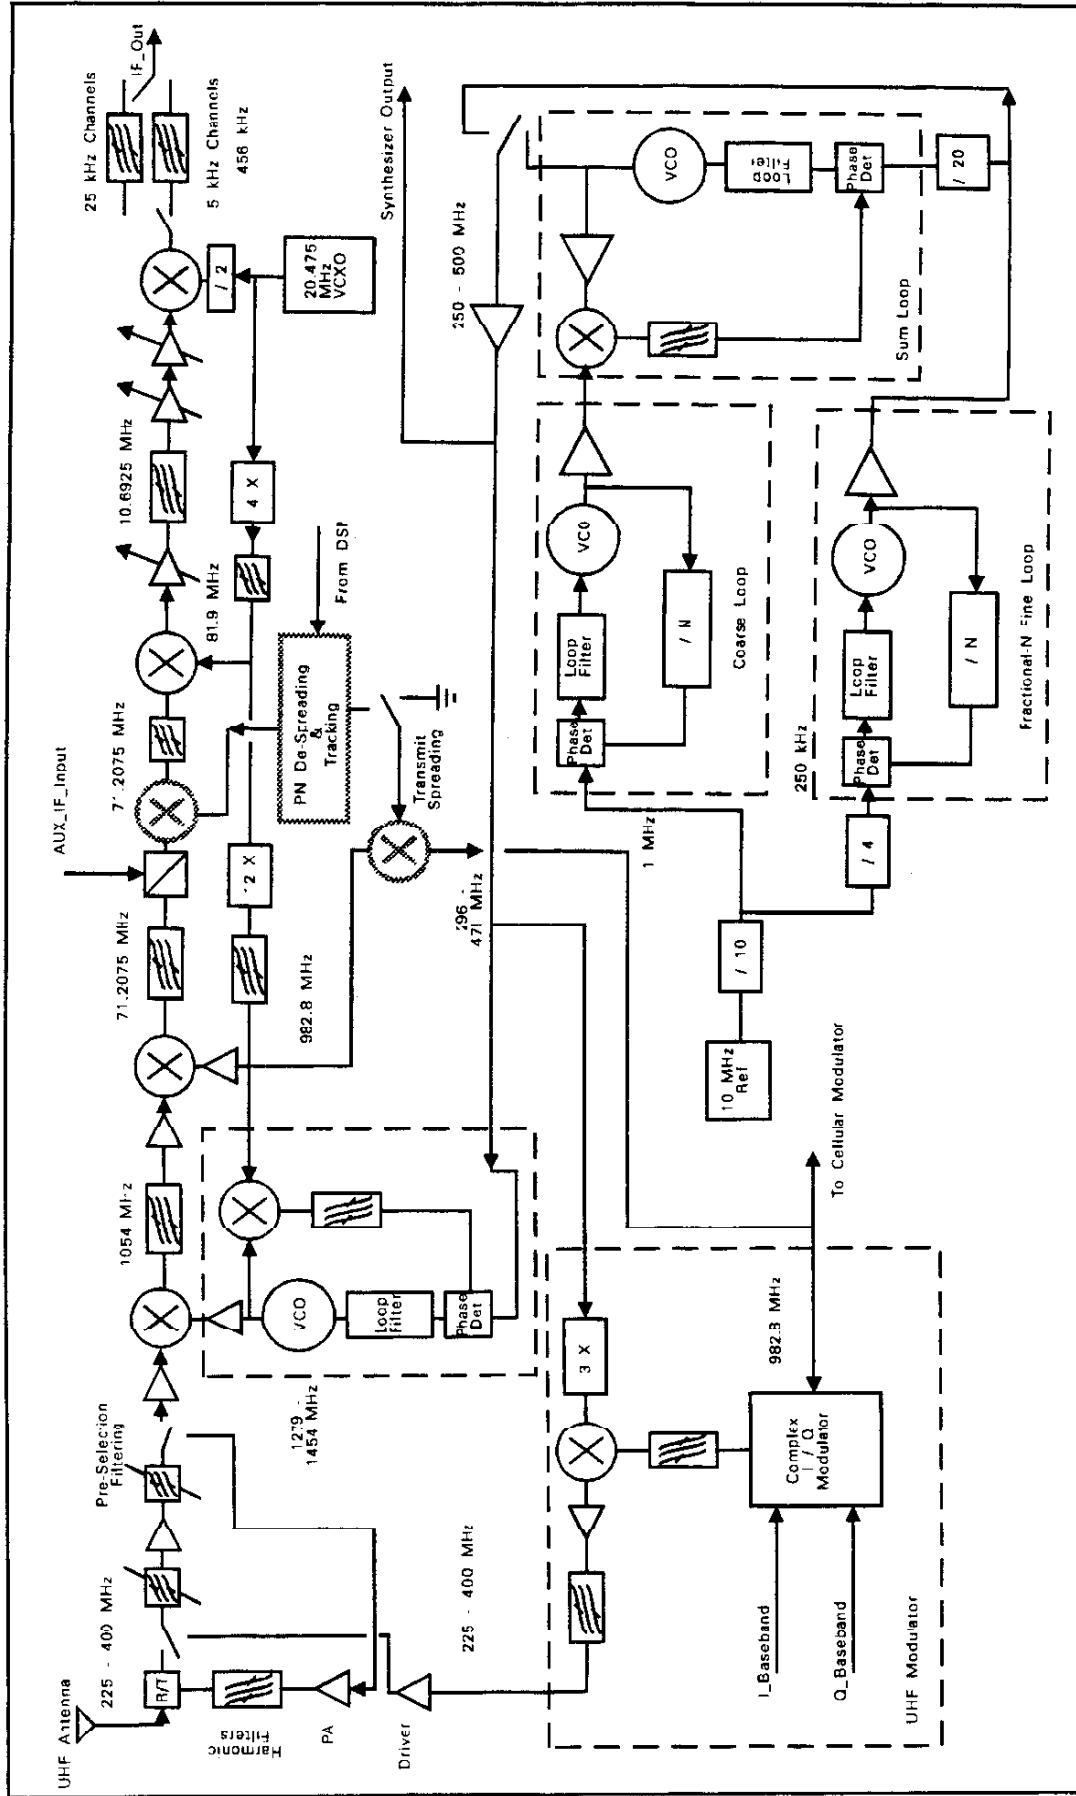 UHF Antenna
225 - 400 MHz
R/T
Harmonic
Filters
PA
Driver
Pre-Selection
Filtering
225 - 400 MHz
1054 MHz
1279 -
1454 MHz
VCO
Loop
Filter
Phase
Det
71.2075 MHz
982.8 MHz
AUX_IF_Input
71.2075 MHz
12 X
81.9 MHz
PN De-Spreading
&
Tracking
From DSP
Transmit
Spreading
10.6925 MHz
4 X
/ 2
20.475
MHz
VCXO
25 kHz Channels
IF_Out
5 kHz Channels
456 kHz
Synthesizer Output
250 - 500 MHz
296 -
471 MHz
VCO
Loop
Filter
Phase
Det
/ 20
Sum Loop
Phase
Det
Loop
Filter
VCO
/ N
Coarse Loop
1 MHz
250 kHz
Phase
Det
Loop
Filter
VCO
/ N
Fractional-N Fine Loop
/ 4
/ 10
10 MHz
Ref
To Cellular Modulator
3 X
982.8 MHz
Complex
I / Q
Modulator
I_Baseband
Q_Baseband
UHF Modulator